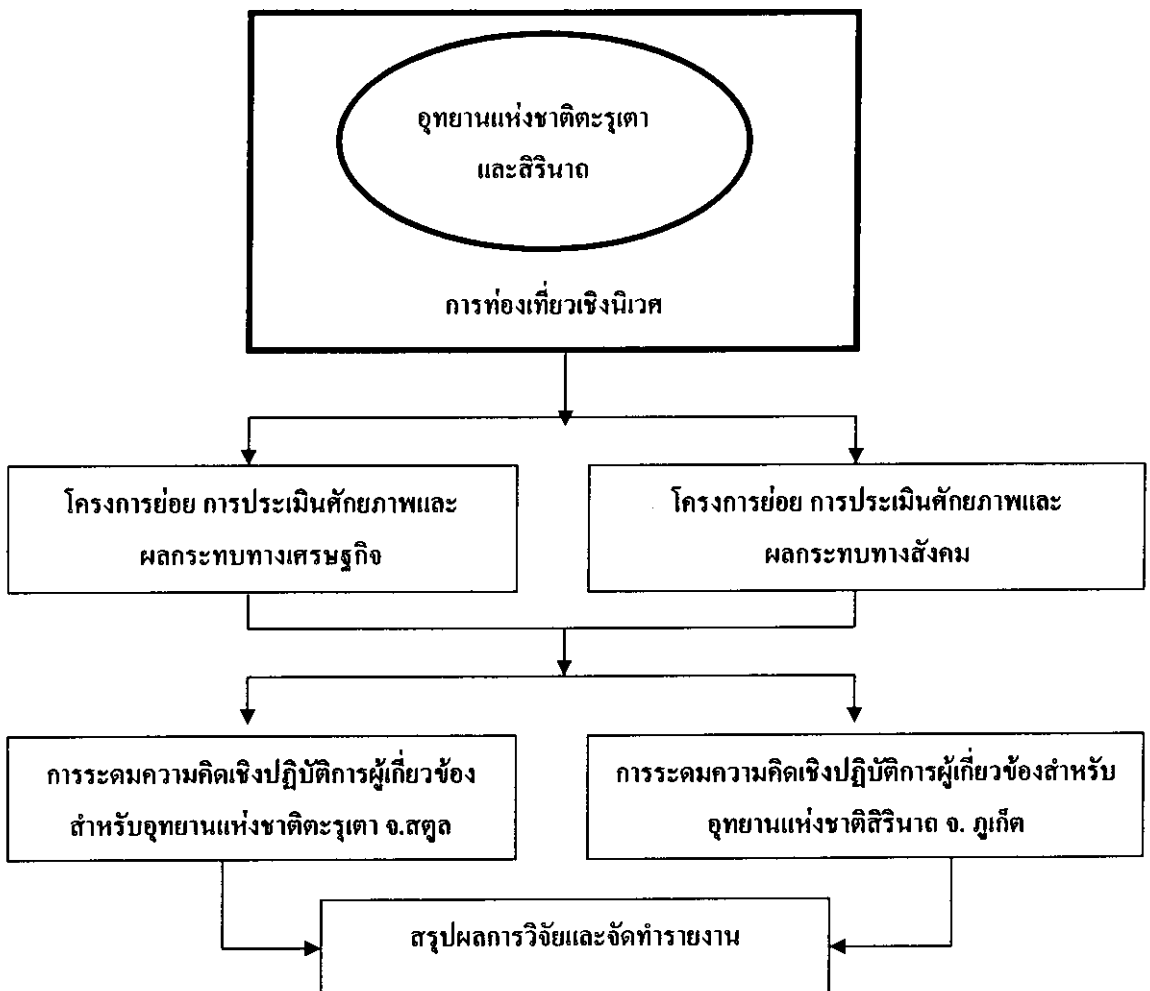 อุทยานแห่งชาติตะรุเตา
และสิรินาถ
การท่องเที่ยวเชิงนิเวศ
โครงการย่อย การประเมินศักยภาพและ
ผลกระทบทางเศรษฐกิจ
โครงการย่อย การประเมินศักยภาพและ
ผลกระทบทางสังคม
การระดมความคิดเชิงปฏิบัติการผู้เกี่ยวข้อง
สำหรับอุทยานแห่งชาติตะรุเตา จ.สตูล
การระดมความคิดเชิงปฏิบัติการผู้เกี่ยวข้องสำหรับ
อุทยานแห่งชาติสิรินาถ จ. ภูเก็ต
สรุปผลการวิจัยและจัดทำรายงาน